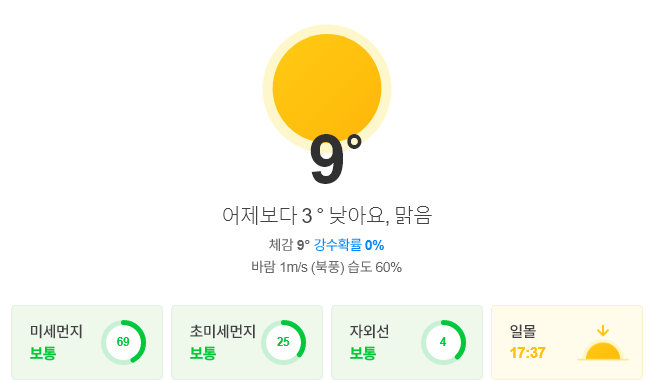 9°
어제보다 3° 낮아요, 맑음
체감 9° 강수확률 0%
바람 1m/s (북풍) 습도 60%
미세먼지
보통
69
초미세먼지
보통
25
자외선
보통
4
일몰
17:37